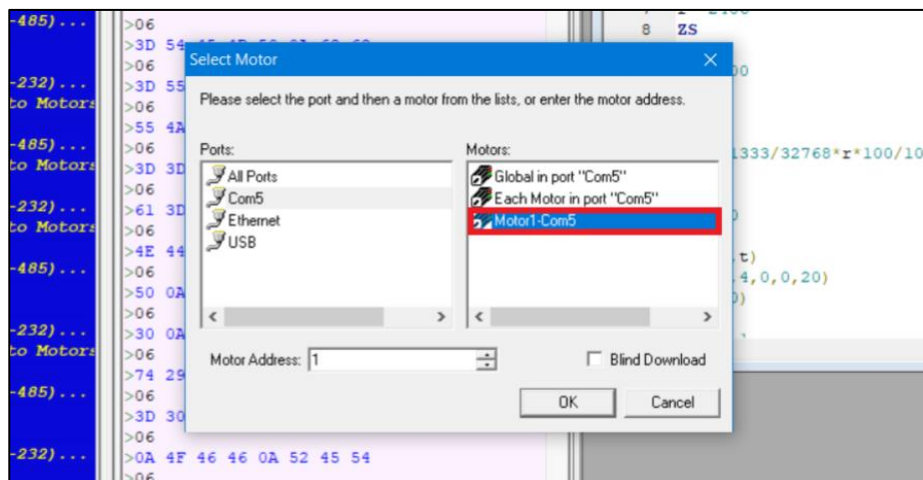 -485)...
-232)...
to Motors
-485)...
to Motors
-232)...
to Motors
-485)...
-232)...
to Motors
-485)...
-232)...
>06
>3D 54
>06
>3D 55
>06
>55 4A
>06
>3D 3D
>06
>61 3D
>06
>4E 44
>06
>50 0A
>06
>30 0A
>06
>74 29
>06
>3D 30
>06
>0A 4F 46 46 0A 52 45 54
>06
8 ZS
Select Motor
Please select the port and then a motor from the lists, or enter the motor address.
Ports:
All Ports
Com5
Ethernet
USB
Motors:
Global in port "Com5"
Each Motor in port "Com5"
Motor1-Com5
Motor Address: 1
Blind Download
OK
Cancel
1333/32768*r*100/10
,t)
4,0,0,20)